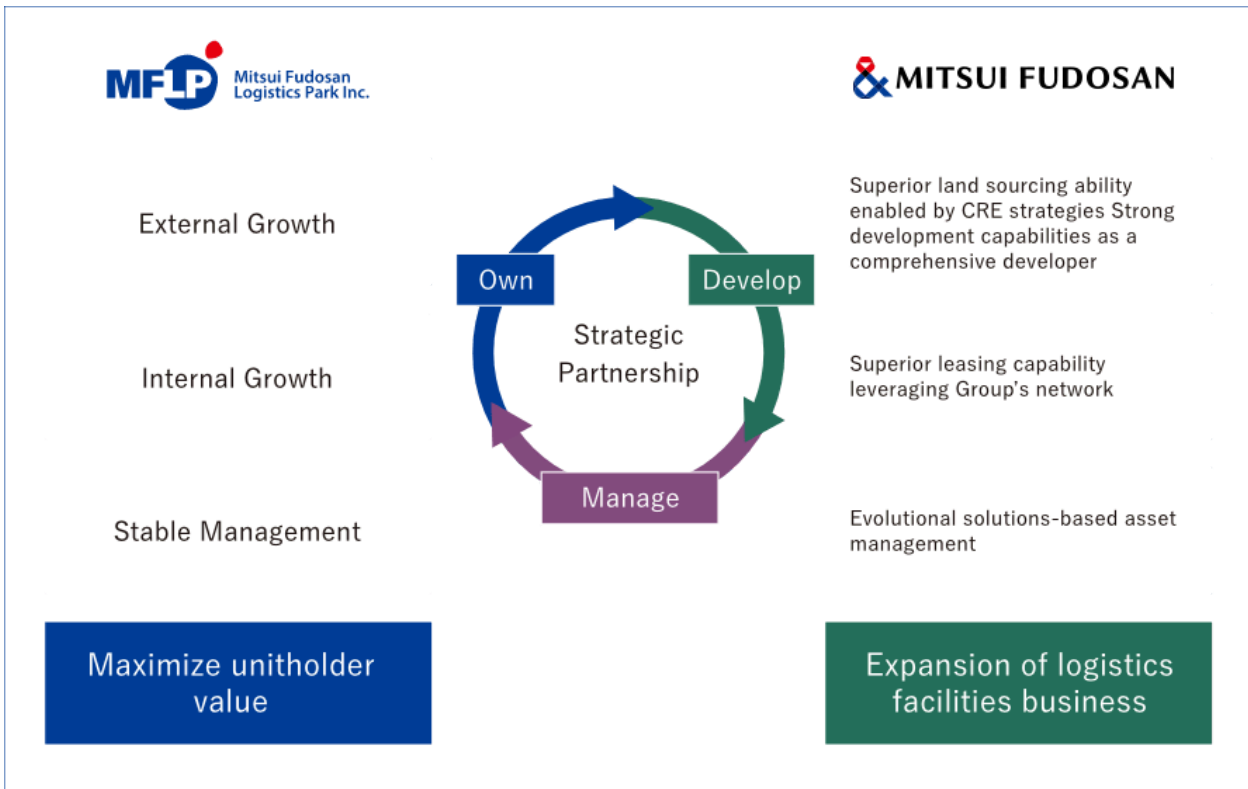 MFLP Mitsui Fudosan
Logistics Park Inc.
& MITSUI FUDOSAN
External Growth
Superior land sourcing ability
enabled by CRE strategies Strong
development capabilities as a
comprehensive developer
Own
Develop
Strategic
Partnership
Internal Growth
Superior leasing capability
leveraging Group's network
Manage
Stable Management
Evolutional solutions-based asset
management
Maximize unitholder
value
Expansion of logistics
facilities business